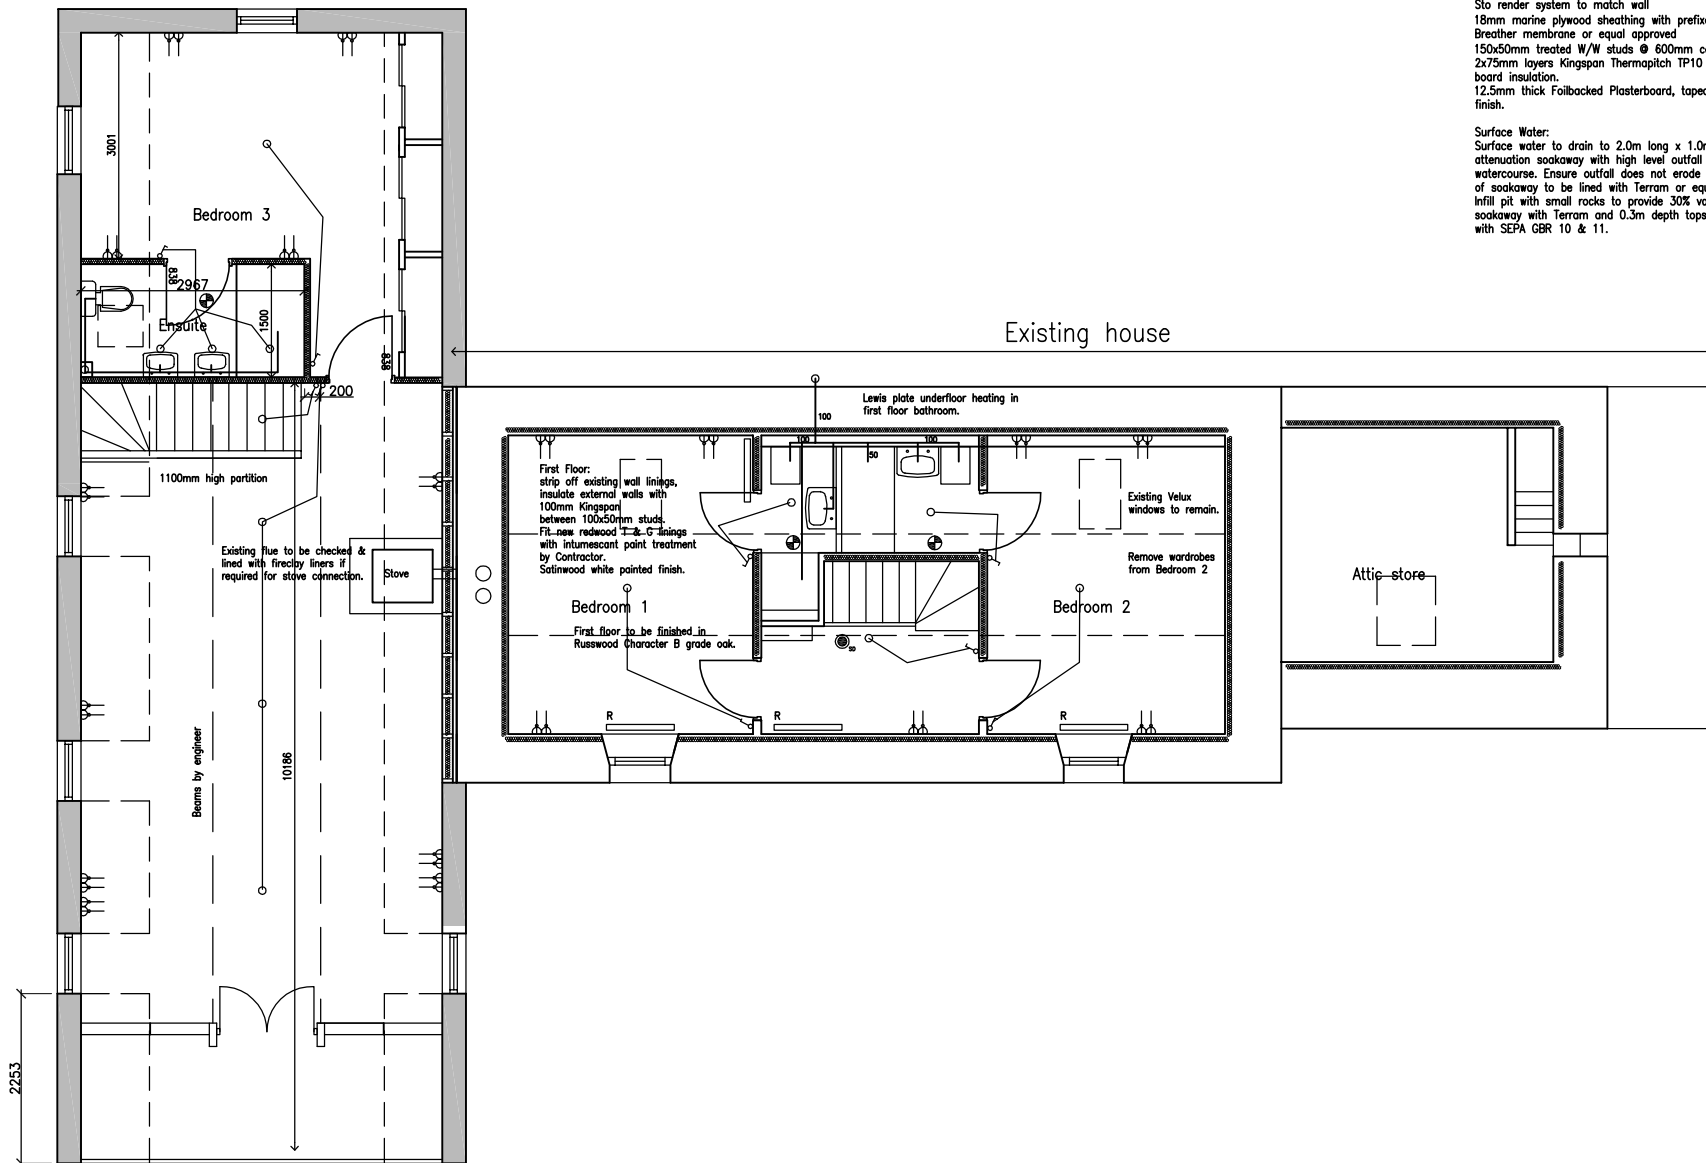 Sto render system to match wall
18mm marine plywood sheathing with prefix
Breather membrane or equal approved
150x50mm treated W/W studs @ 600mm c
2x75mm layers Kingspan Thermapitch TP10
board insulation.
12.5mm thick Foilbacked Plasterboard, taped
finish.
Surface Water:
Surface water to drain to 2.0m long x 1.0m
attenuation soakaway with high level outfall
watercourse. Ensure outfall does not erode
of soakaway to be lined with Terram or equ
Infill pit with small rocks to provide 30% vo
soakaway with Terram and 0.3m depth tops
with SEPA GBR 10 & 11.
3001
Bedroom 3
838
2967
Ensuite
1500
838
200
Existing house
Lewis plate underfloor heating in
first floor bathroom.
100
100
100
50
1100mm high partition
First Floor:
strip off existing wall linings,
insulate external walls with
100mm Kingspan
between 100x50mm studs.
Fit new redwood T & G linings
with intumescant paint treatment
by Contractor.
Satinwood white painted finish.
Existing Velux
windows to remain.
Existing flue to be checked &
lined with fireclay liners if
required for stove connection.
Stove
Remove wardrobes
from Bedroom 2
Attic store
Bedroom 1
Bedroom 2
First floor to be finished in
Russwood Character B grade oak.
SD
R
R
R
Beams by engineer
10186
2253